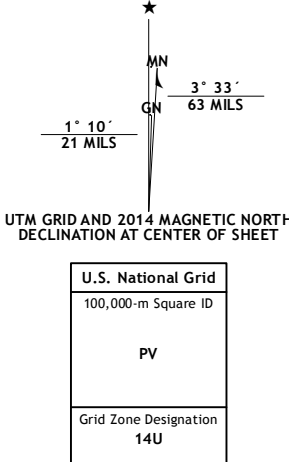 MN
3° 33´
GN
63 MILS
1° 10´
21 MILS
UTM GRID AND 2014 MAGNETIC NORTH
DECLINATION AT CENTER OF SHEET
U.S. National Grid
100,000-m Square ID
PV
Grid Zone Designation
14U